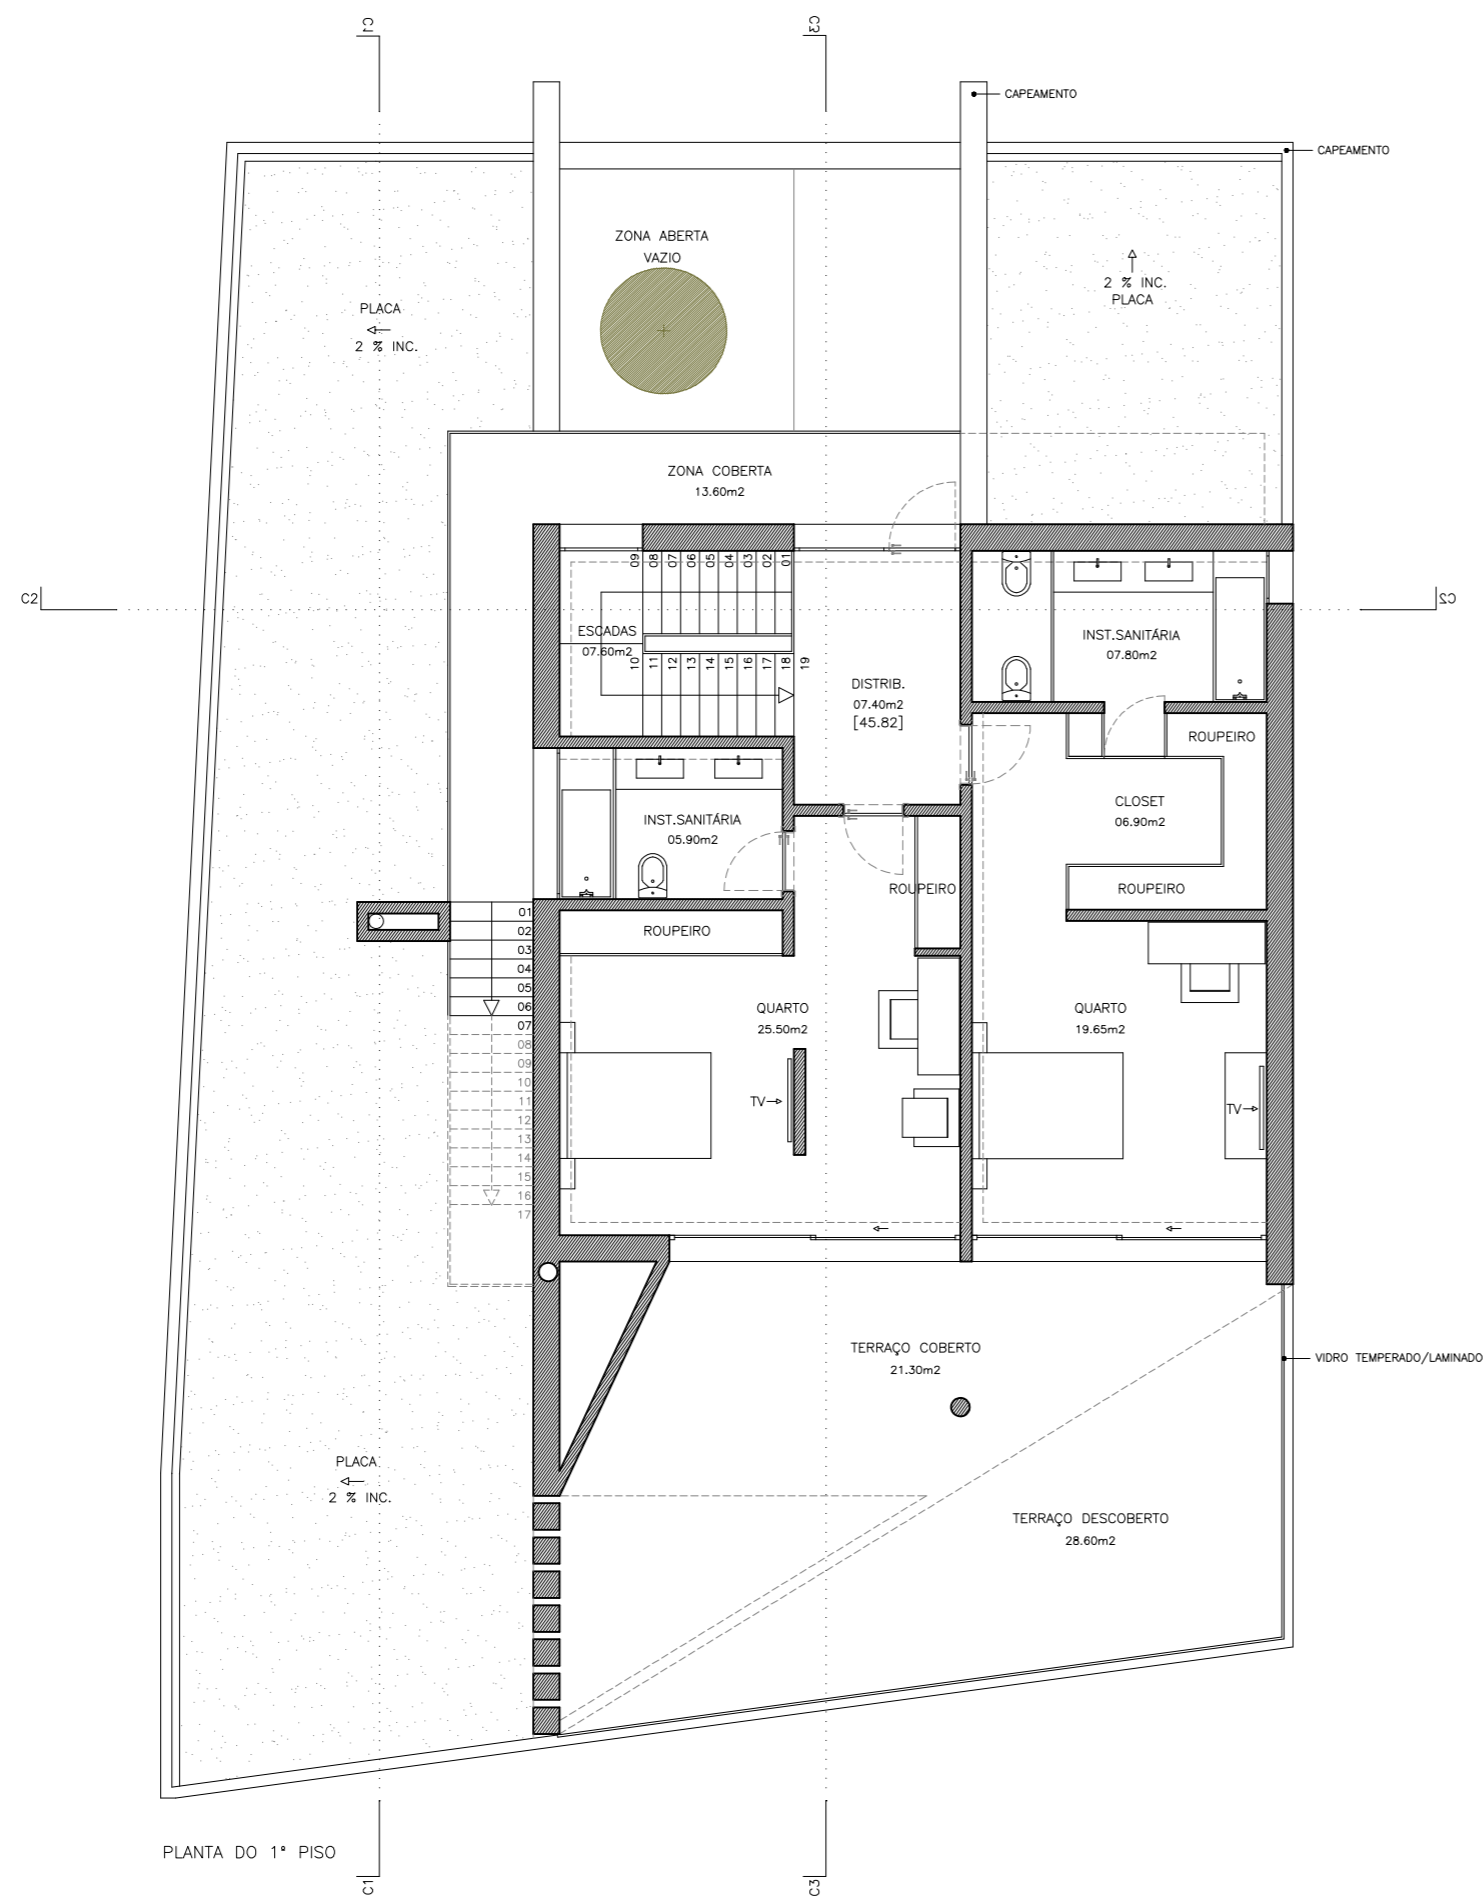 C1
C3
CAPEAMENTO
CAPEAMENTO
ZONA ABERTA
VAZIO
2 % INC.
PLACA
PLACA
2 % INC.
ZONA COBERTA
13.60m2
09
08
07
06
05
04
03
02
01
C2
C2
ESCADAS
07.60m2
INST.SANITÁRIA
07.80m2
10
11
12
13
14
15
16
17
18
19
DISTRIB.
07.40m2
[45.82]
ROUPEIRO
CLOSET
06.90m2
INST.SANITÁRIA
05.90m2
ROUPEIRO
ROUPEIRO
ROUPEIRO
01
02
03
04
05
06
07
08
09
10
11
12
13
14
15
16
17
QUARTO
25.50m2
QUARTO
19.65m2
TV
TV
TERRAÇO COBERTO
21.30m2
VIDRO TEMPERADO/LAMINADO
PLACA
2 % INC.
TERRAÇO DESCOBERTO
28.60m2
PLANTA DO 1º PISO
C1
C3